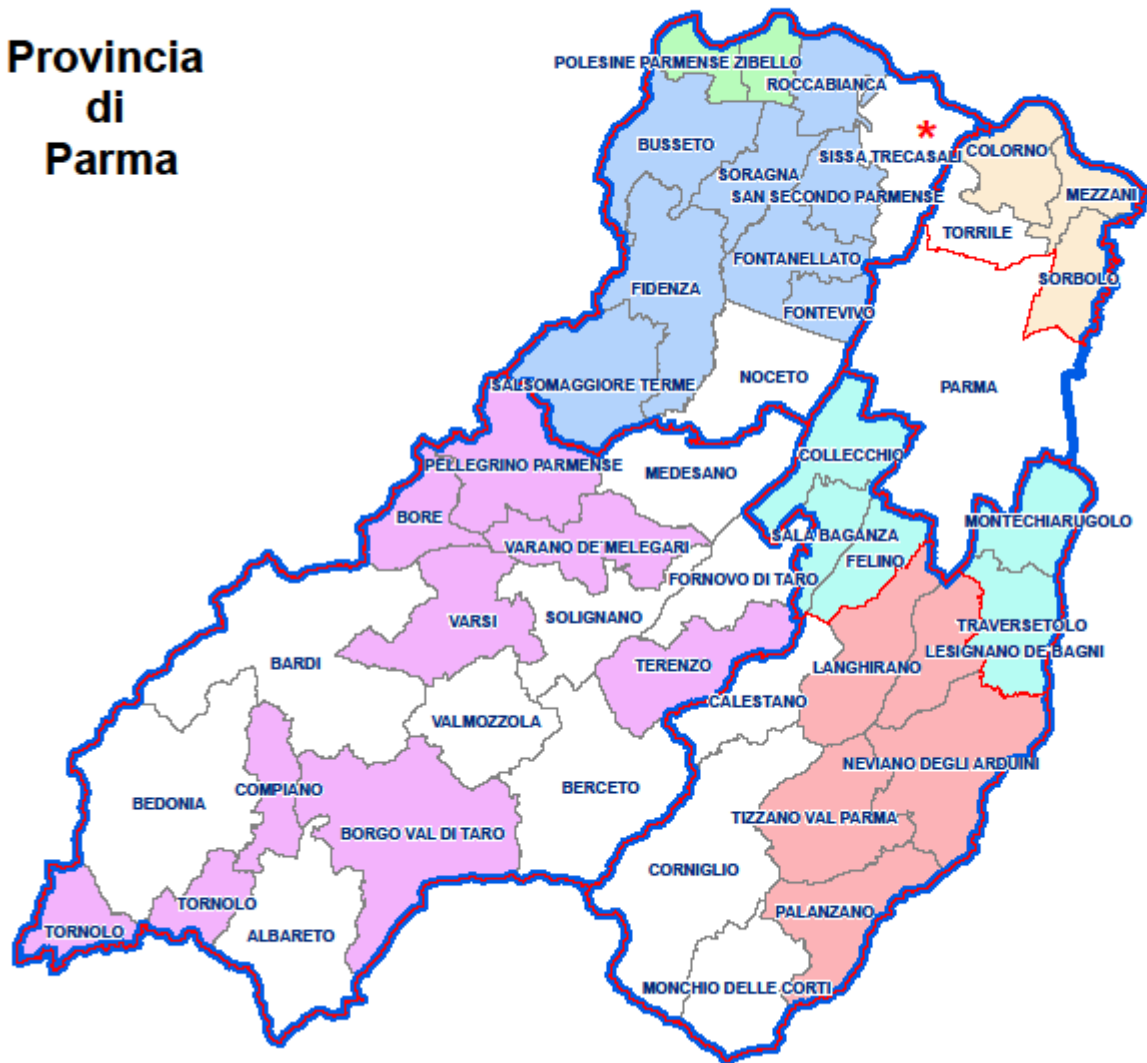 Provincia
di
Parma
POLESINE PARMENSE ZIBELLO
ROCCABIANCA
BUSSETO
*
SISSA TRECASALI
COLORNO
SORAGNA
SAN SECONDO PARMENSE
MEZZANI
TORRILE
FONTANELLATO
SORBOLO
FIDENZA
FONTEVIVO
NOCETO
SALSOMAGGIORE TERME
PARMA
COLLECCHIO
PELLEGRINO PARMENSE
MEDESANO
BORE
MONTECHIARUGOLO
SALA BAGANZA
VARANO DE'MELEGARI
FELINO
FORNOVO DI TARO
SOLIGNANO
VARSI
TRAVERSETOLO
LESIGNANO DE'BAGNI
BARDI
TERENZO
LANGHIRANO
CALESTANO
VALMOZZOLA
NEVIANO DEGLI ARDUINI
BEDONIA
COMPIANO
BERCETO
TIZZANO VAL PARMA
BORGO VAL DI TARO
CORNIGLIO
TORNOLO
PALANZANO
TORNOLO
ALBARETO
MONCHIO DELLE CORTI